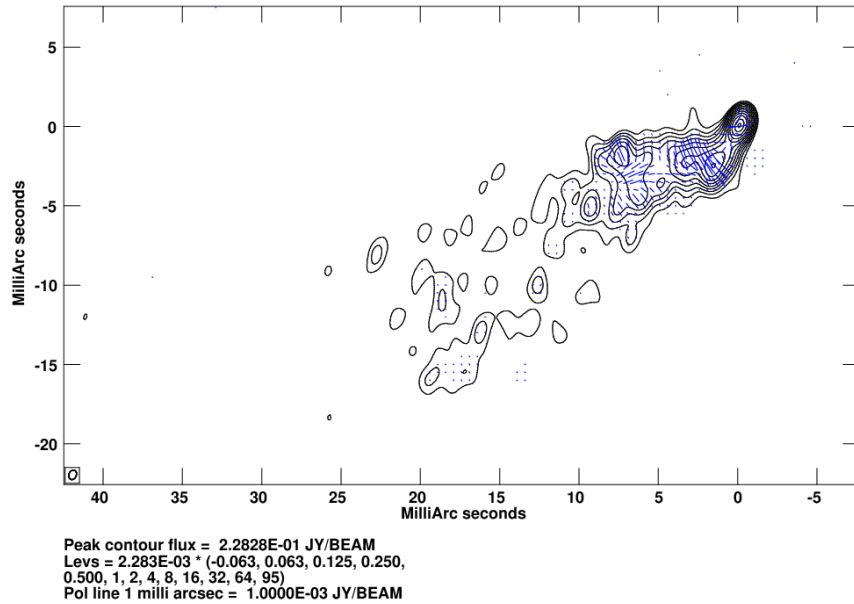 5
0
-5
-10
-15
-20
MilliArc seconds
40 35 30 25 20 15 10 5 0 -5
MilliArc seconds
Peak contour flux = 2.2828E-01 JY/BEAM
Levs = 2.283E-03 * (-0.063, 0.063, 0.125, 0.250,
0.500, 1, 2, 4, 8, 16, 32, 64, 95)
Pol line 1 milli arcsec = 1.0000E-03 JY/BEAM